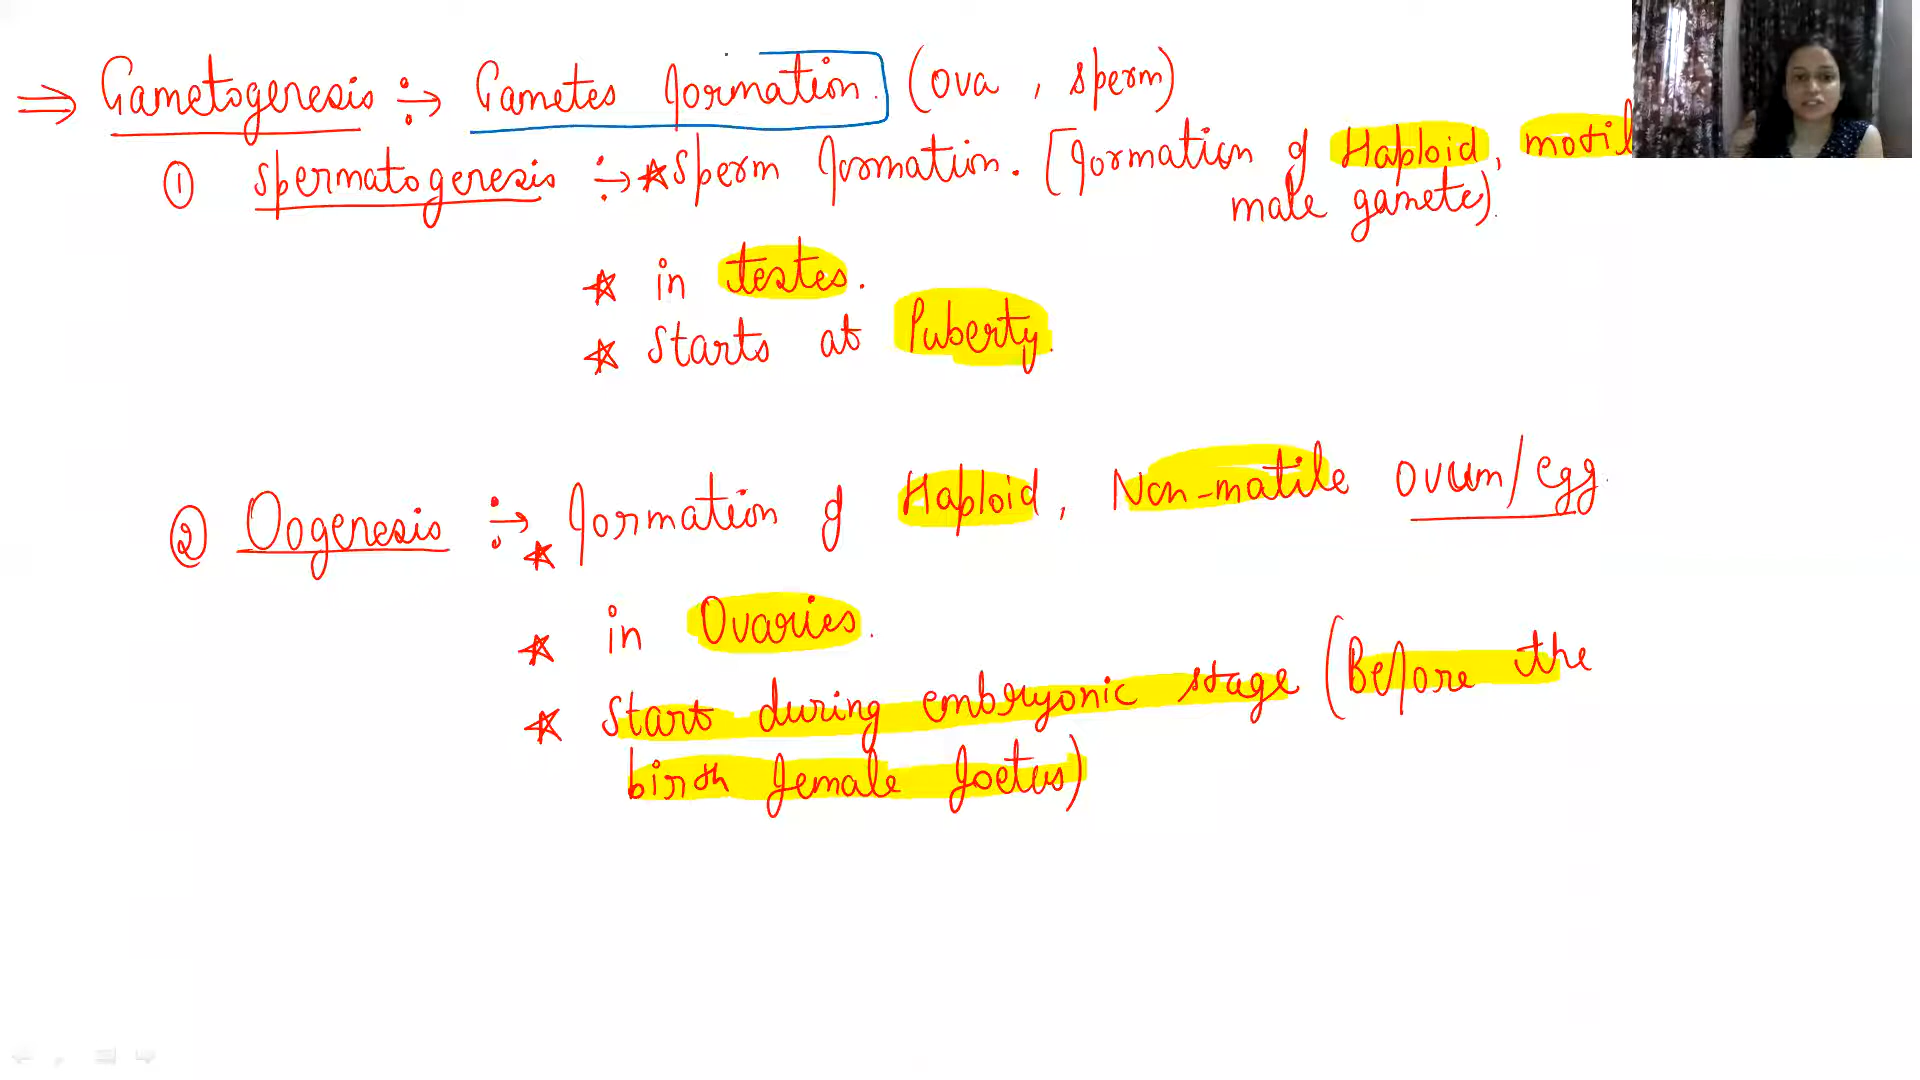 ⇒ Gametogenesis ÷→ Gametes formation. (ova , sperm)
① Spermatogenesis ÷→ ★ Sperm formation. [formation of Haploid, motil
male gamete).
★ in testes.
★ Starts at Puberty.
② Oogenesis ÷→ ★ formation of Haploid, Non-motile ovum/egg.
★ in Ovaries.
★ Start during embryonic stage (Before the
birth female foetus)